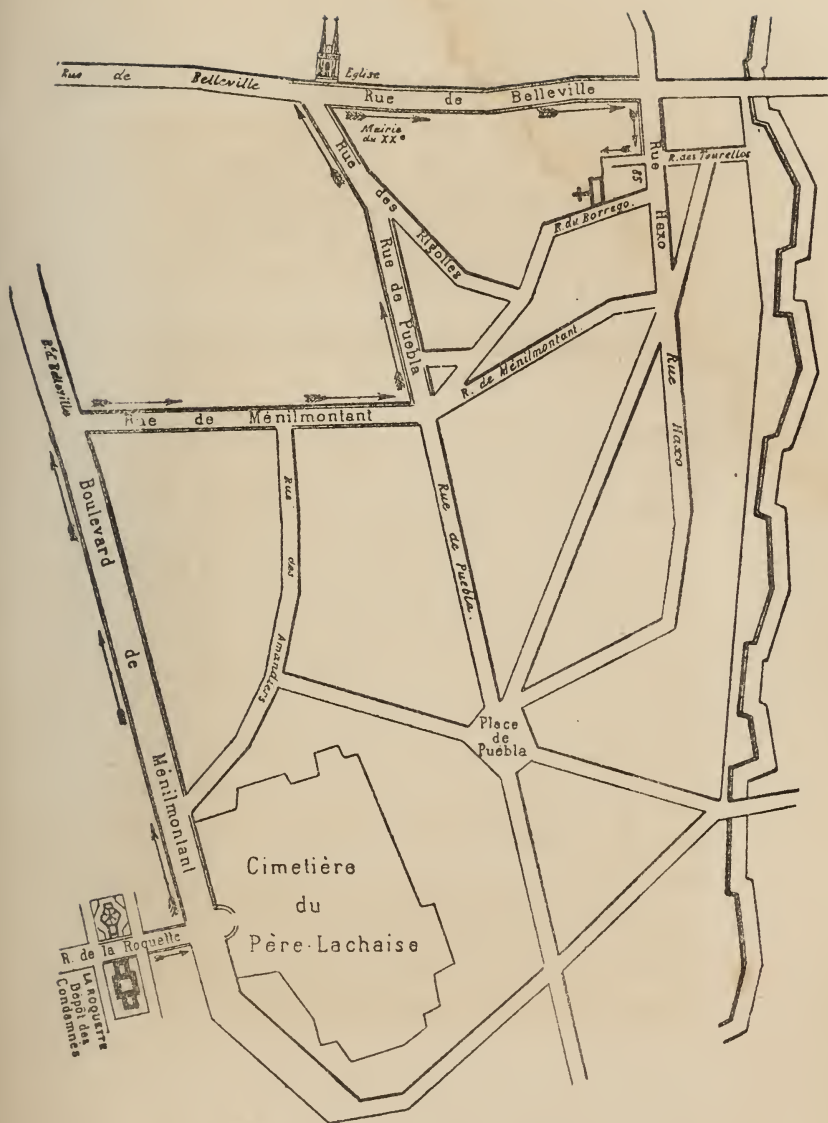 Eglise
Rue de Belleville
Rue de Belleville
Mairie
du XXe
Rue des Rigolles
R. des Tourelles
85
Rue Haxo
R. du Borrego.
Rue de Puebla
R. de Ménilmontant.
Bd. de Belleville
Rue de Ménilmontant
Rue Haxo
Boulevard de Ménilmontant
Rue des Amandiers
Rue de Puebla.
Place
de
Puébla
Cimetière
du
Père-Lachaise
R. de la Roquette
LA ROQUETTE
Dépôt des
Condamnés